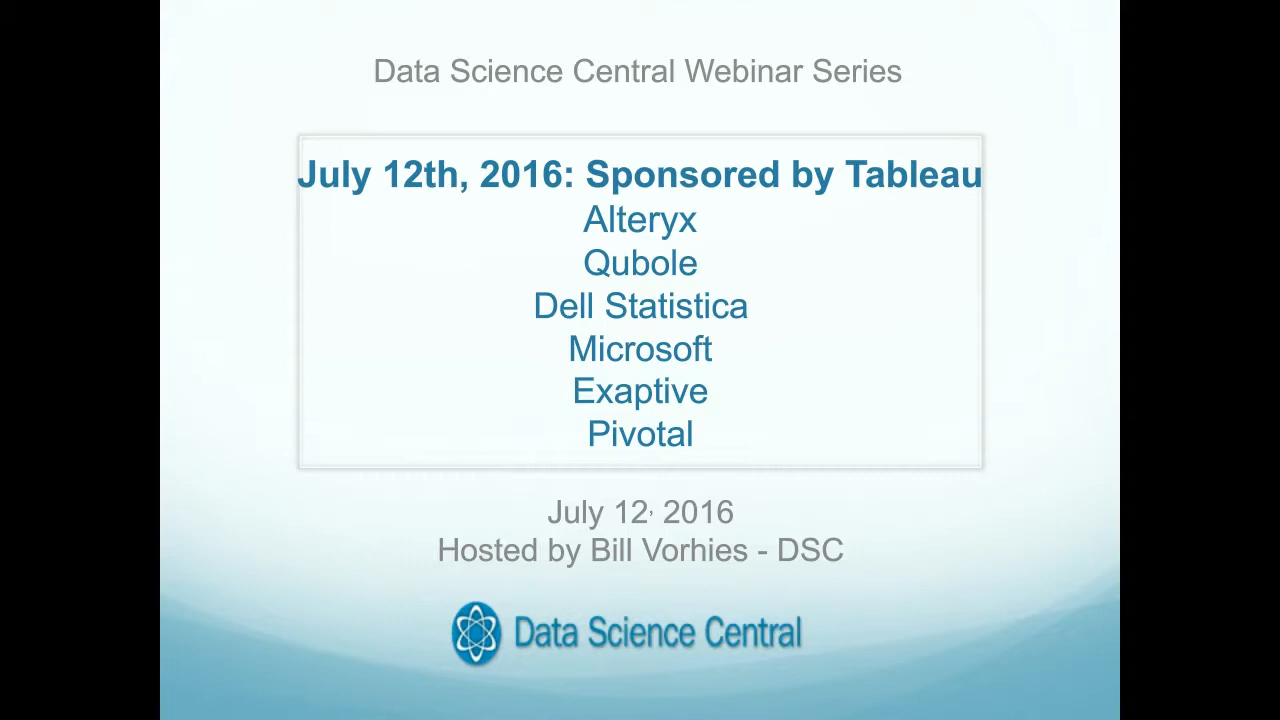 Data Science Central Webinar Series
July 12th, 2016: Sponsored by Tableau
Alteryx
Qubole
Dell Statistica
Microsoft
Exaptive
Pivotal
July 12, 2016
Hosted by Bill Vorhies - DSC
Data Science Central